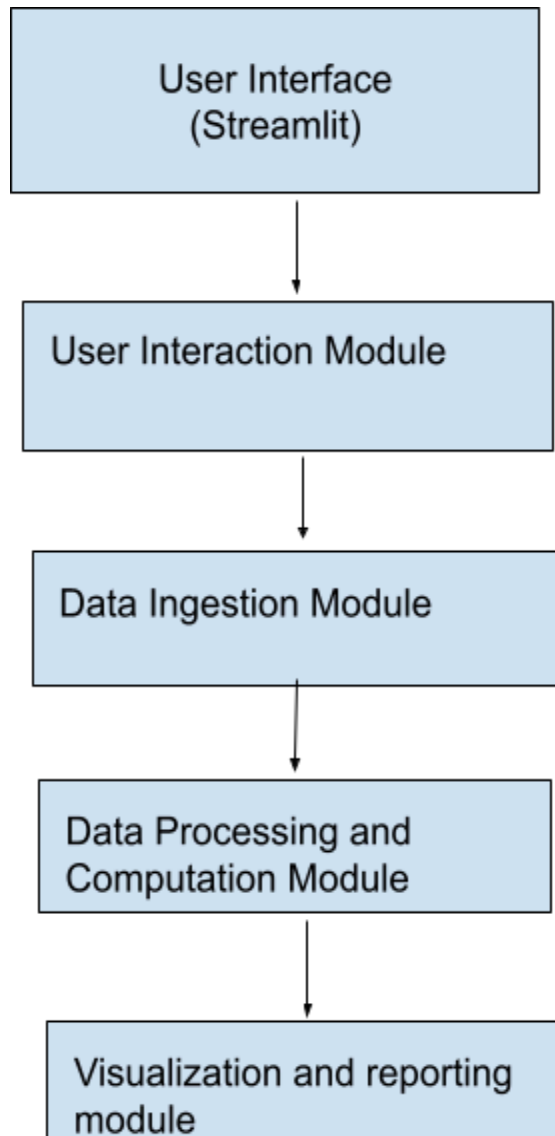 User Interface
(Streamlit)
User Interaction Module
Data Ingestion Module
Data Processing and
Computation Module
Visualization and reporting
module